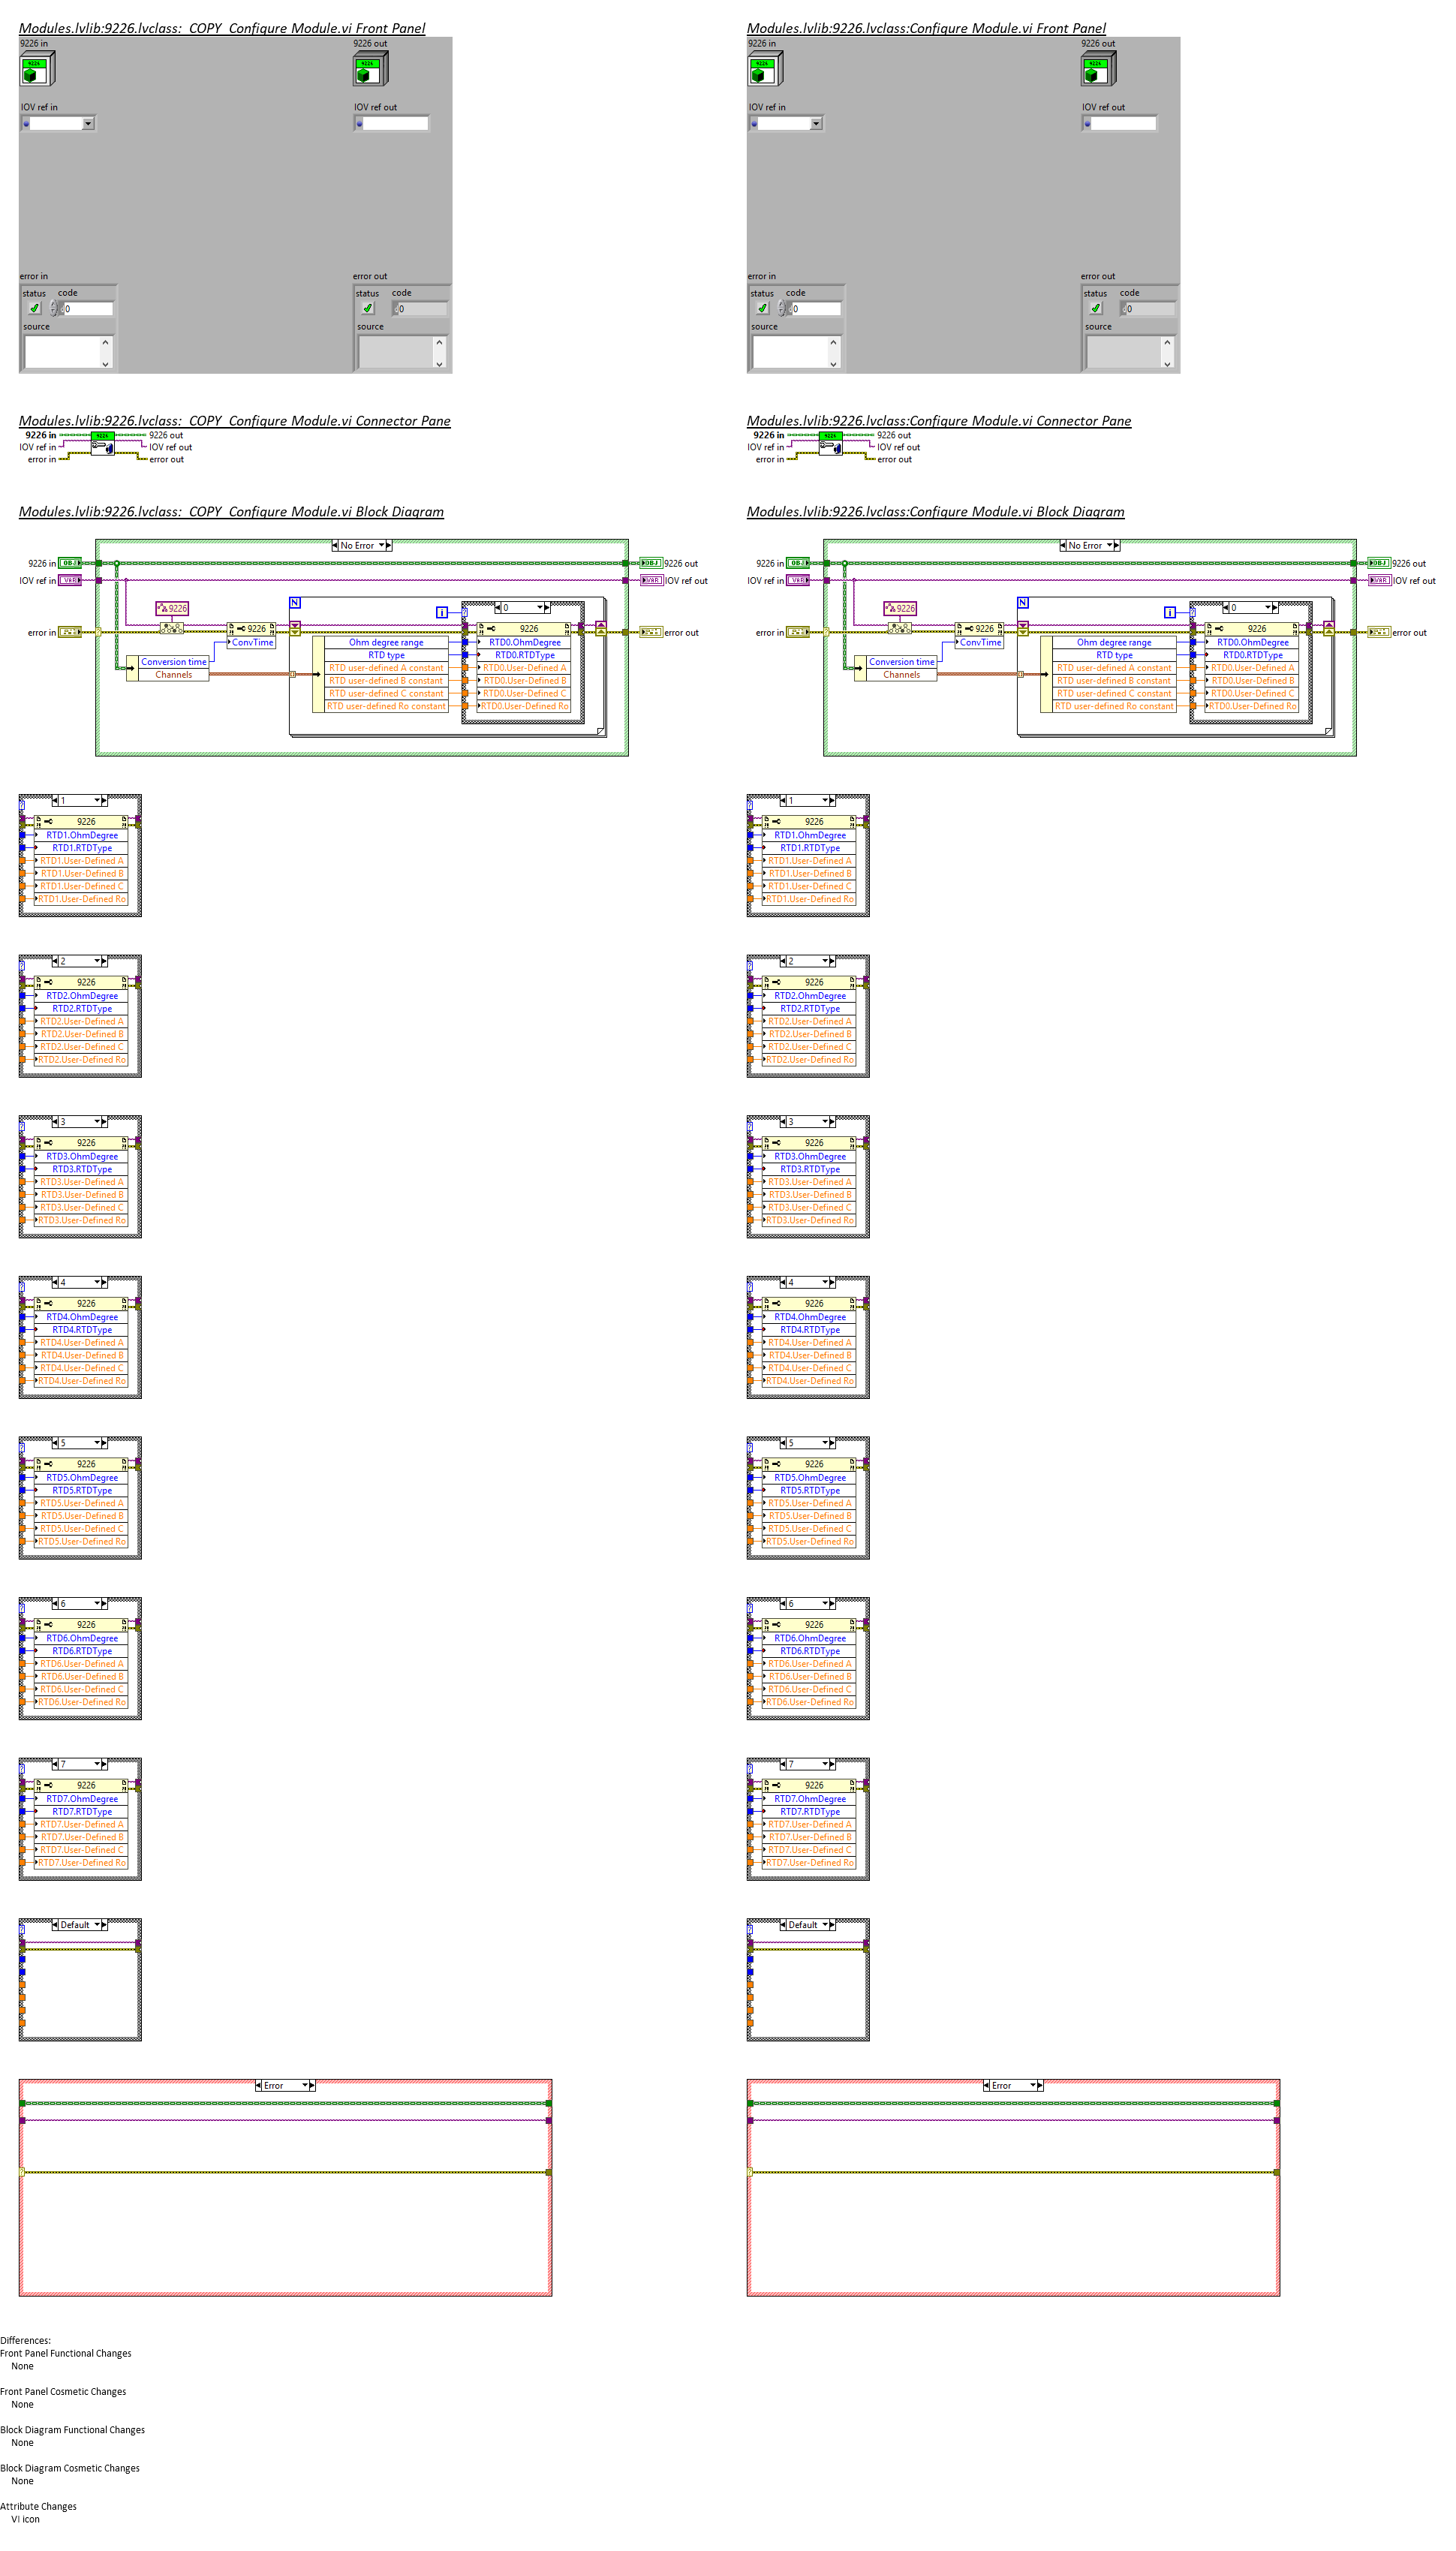 Modules.lvlib:9226.lvclass:_COPY_Configure Module.vi Front Panel
9226 in
9226 out
9226
9226
IOV ref in
IOV ref out
error in
error out
status code
0
source
status code
0
source
Modules.lvlib:9226.lvclass:Configure Module.vi Front Panel
9226 in
9226 out
9226
9226
IOV ref in
IOV ref out
error in
error out
status code
0
source
status code
0
source
Modules.lvlib:9226.lvclass:_COPY_Configure Module.vi Connector Pane
9226 in
9226
9226 out
IOV ref in
IOV ref out
error in
error out
Modules.lvlib:9226.lvclass:Configure Module.vi Connector Pane
9226 in
9226
9226 out
IOV ref in
IOV ref out
error in
error out
Modules.lvlib:9226.lvclass:_COPY_Configure Module.vi Block Diagram
No Error
9226 in
OBJ
OBJ
9226 out
IOV ref in
VAR
VAR
IOV ref out
9226
N
i
0
error in
9226
9226
error out
ConvTime
Ohm degree range
RTD0.OhmDegree
Conversion time
RTD type
RTD0.RTDType
Channels
RTD user-defined A constant
RTD0.User-Defined A
RTD user-defined B constant
RTD0.User-Defined B
RTD user-defined C constant
RTD0.User-Defined C
RTD user-defined Ro constant
RTD0.User-Defined Ro
Modules.lvlib:9226.lvclass:Configure Module.vi Block Diagram
No Error
9226 in
OBJ
OBJ
9226 out
IOV ref in
VAR
VAR
IOV ref out
9226
N
i
0
error in
9226
9226
error out
ConvTime
Ohm degree range
RTD0.OhmDegree
Conversion time
RTD type
RTD0.RTDType
Channels
RTD user-defined A constant
RTD0.User-Defined A
RTD user-defined B constant
RTD0.User-Defined B
RTD user-defined C constant
RTD0.User-Defined C
RTD user-defined Ro constant
RTD0.User-Defined Ro
1
9226
RTD1.OhmDegree
RTD1.RTDType
RTD1.User-Defined A
RTD1.User-Defined B
RTD1.User-Defined C
RTD1.User-Defined Ro
1
9226
RTD1.OhmDegree
RTD1.RTDType
RTD1.User-Defined A
RTD1.User-Defined B
RTD1.User-Defined C
RTD1.User-Defined Ro
2
9226
RTD2.OhmDegree
RTD2.RTDType
RTD2.User-Defined A
RTD2.User-Defined B
RTD2.User-Defined C
RTD2.User-Defined Ro
2
9226
RTD2.OhmDegree
RTD2.RTDType
RTD2.User-Defined A
RTD2.User-Defined B
RTD2.User-Defined C
RTD2.User-Defined Ro
3
9226
RTD3.OhmDegree
RTD3.RTDType
RTD3.User-Defined A
RTD3.User-Defined B
RTD3.User-Defined C
RTD3.User-Defined Ro
3
9226
RTD3.OhmDegree
RTD3.RTDType
RTD3.User-Defined A
RTD3.User-Defined B
RTD3.User-Defined C
RTD3.User-Defined Ro
4
9226
RTD4.OhmDegree
RTD4.RTDType
RTD4.User-Defined A
RTD4.User-Defined B
RTD4.User-Defined C
RTD4.User-Defined Ro
4
9226
RTD4.OhmDegree
RTD4.RTDType
RTD4.User-Defined A
RTD4.User-Defined B
RTD4.User-Defined C
RTD4.User-Defined Ro
5
9226
RTD5.OhmDegree
RTD5.RTDType
RTD5.User-Defined A
RTD5.User-Defined B
RTD5.User-Defined C
RTD5.User-Defined Ro
5
9226
RTD5.OhmDegree
RTD5.RTDType
RTD5.User-Defined A
RTD5.User-Defined B
RTD5.User-Defined C
RTD5.User-Defined Ro
6
9226
RTD6.OhmDegree
RTD6.RTDType
RTD6.User-Defined A
RTD6.User-Defined B
RTD6.User-Defined C
RTD6.User-Defined Ro
6
9226
RTD6.OhmDegree
RTD6.RTDType
RTD6.User-Defined A
RTD6.User-Defined B
RTD6.User-Defined C
RTD6.User-Defined Ro
7
9226
RTD7.OhmDegree
RTD7.RTDType
RTD7.User-Defined A
RTD7.User-Defined B
RTD7.User-Defined C
RTD7.User-Defined Ro
7
9226
RTD7.OhmDegree
RTD7.RTDType
RTD7.User-Defined A
RTD7.User-Defined B
RTD7.User-Defined C
RTD7.User-Defined Ro
Default
Default
Error
Error
Differences:
Front Panel Functional Changes
None
Front Panel Cosmetic Changes
None
Block Diagram Functional Changes
None
Block Diagram Cosmetic Changes
None
Attribute Changes
VI icon